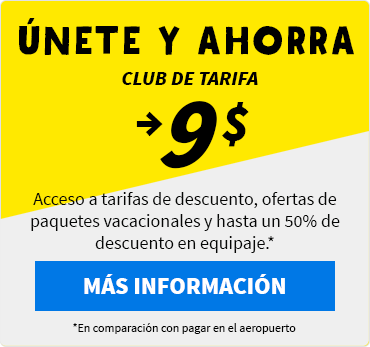 ÚNETE Y AHORRA
CLUB DE TARIFA
→9$
Acceso a tarifas de descuento, ofertas de
paquetes vacacionales y hasta un 50% de
descuento en equipaje.*
MÁS INFORMACIÓN
*En comparación con pagar en el aeropuerto